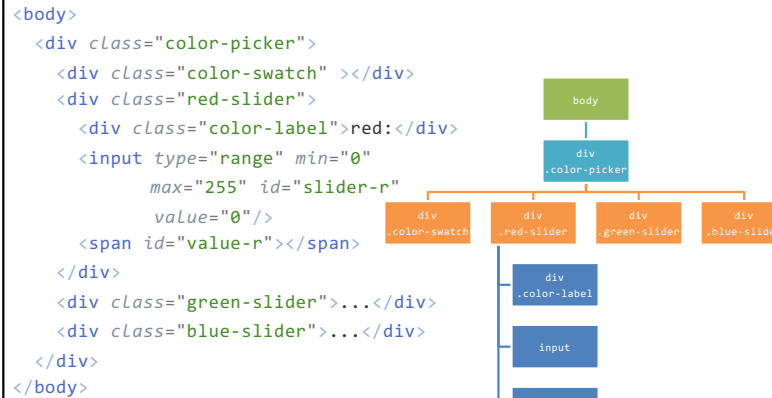 <body>
<div class="color-picker">
<div class="color-swatch" ></div>
<div class="red-slider">
<div class="color-label">red:</div>
<input type="range" min="0"
max="255" id="slider-r"
value="0"/>
<span id="value-r"></span>
</div>
<div class="green-slider">...</div>
<div class="blue-slider">...</div>
</div>
</body>
body
div
.color-picker
div
.color-swatch
div
.red-slider
div
.green-slider
div
.blue-slide
div
.color-label
input